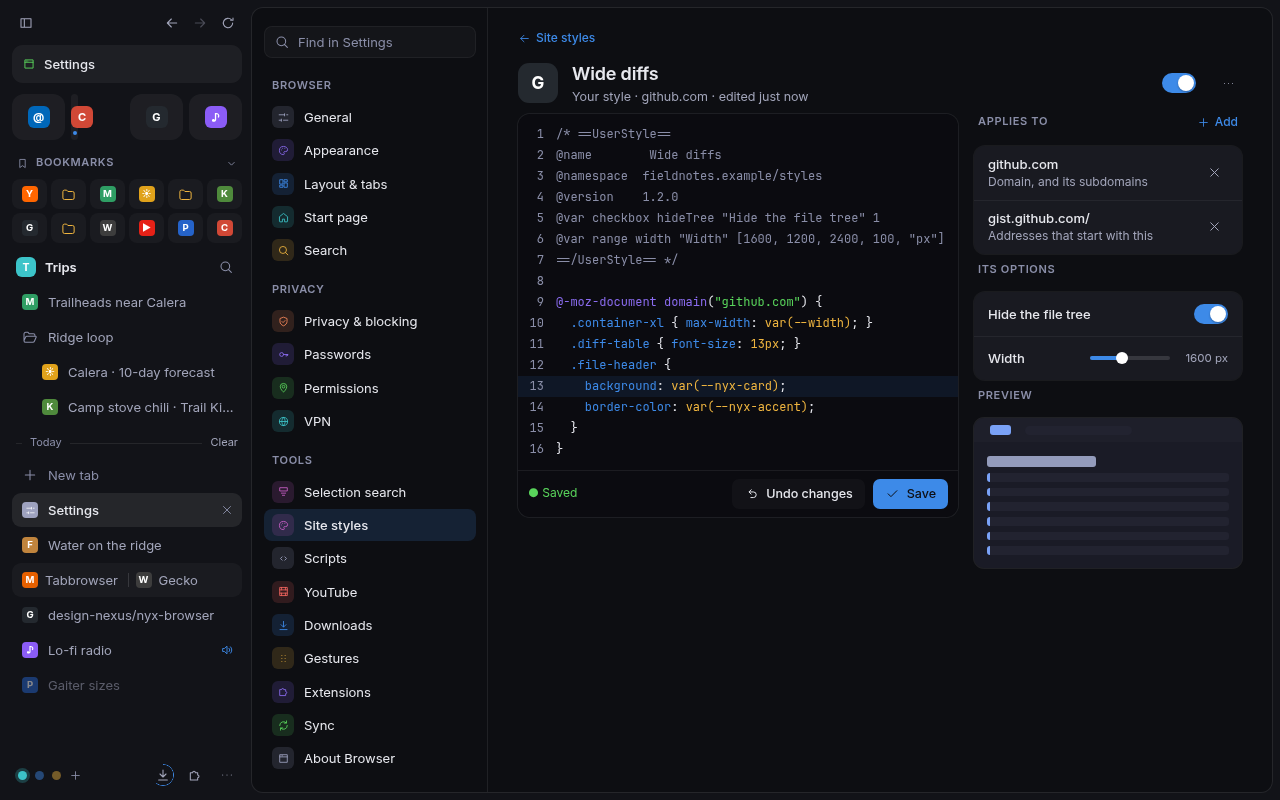 Settings
@
C
G
BOOKMARKS
Y
M
K
G
W
P
C
T
Trips
M
Trailheads near Calera
Ridge loop
Calera · 10-day forecast
K
Camp stove chili · Trail Ki...
Today
Clear
New tab
Settings
F
Water on the ridge
M
Tabbrowser
W
Gecko
G
design-nexus/nyx-browser
Lo-fi radio
P
Gaiter sizes
Find in Settings
BROWSER
General
Appearance
Layout & tabs
Start page
Search
PRIVACY
Privacy & blocking
Passwords
Permissions
VPN
TOOLS
Selection search
Site styles
Scripts
YouTube
Downloads
Gestures
Extensions
Sync
About Browser
← Site styles
G
Wide diffs
Your style · github.com · edited just now
1 /* ==UserStyle==
2 @name        Wide diffs
3 @namespace  fieldnotes.example/styles
4 @version    1.2.0
5 @var checkbox hideTree "Hide the file tree" 1
6 @var range width "Width" [1600, 1200, 2400, 100, "px"]
7 ==/UserStyle== */
8
9 @-moz-document domain("github.com") {
10   .container-xl { max-width: var(--width); }
11   .diff-table { font-size: 13px; }
12   .file-header {
13     background: var(--nyx-card);
14     border-color: var(--nyx-accent);
15   }
16 }
Saved
Undo changes
Save
APPLIES TO
Add
github.com
Domain, and its subdomains
gist.github.com/
Addresses that start with this
ITS OPTIONS
Hide the file tree
Width
1600 px
PREVIEW